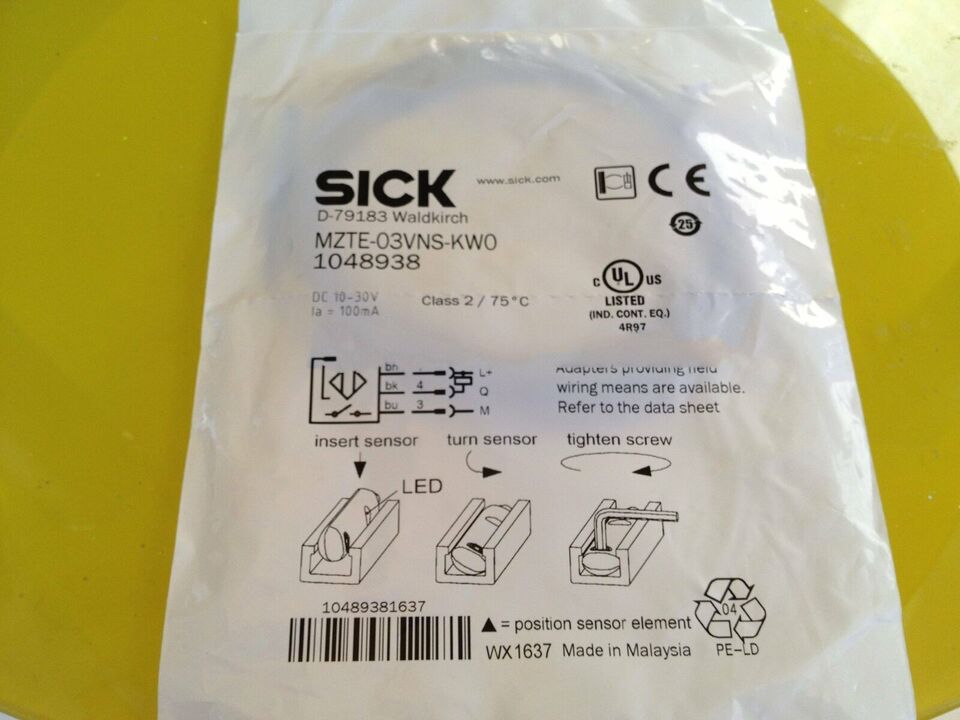 SICK
www.sick.com
CE
D-79183 Waldkirch
25
MZTE-03VNS-KW0
1048938
c UL US
LISTED
(IND. CONT. EQ.)
4R97
DC 10-30V
Ia = 100mA
Class 2 / 75°C
bn L+
bk 4 Q
bu 3 M
Adapters providing field
wiring means are available.
Refer to the data sheet
insert sensor
turn sensor
tighten screw
LED
10489381637
▲ = position sensor element
WX1637 Made in Malaysia
04
PE-LD